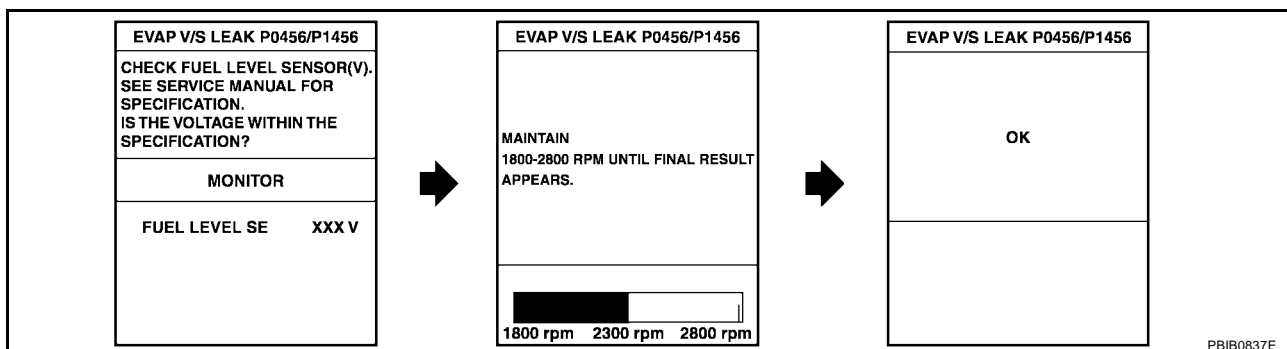 EVAP V/S LEAK P0456/P1456
CHECK FUEL LEVEL SENSOR(V).
SEE SERVICE MANUAL FOR
SPECIFICATION.
IS THE VOLTAGE WITHIN THE
SPECIFICATION?
MONITOR
FUEL LEVEL SE XXX V
EVAP V/S LEAK P0456/P1456
MAINTAIN
1800-2800 RPM UNTIL FINAL RESULT
APPEARS.
1800 rpm 2300 rpm 2800 rpm
EVAP V/S LEAK P0456/P1456
OK
PBIB0837E